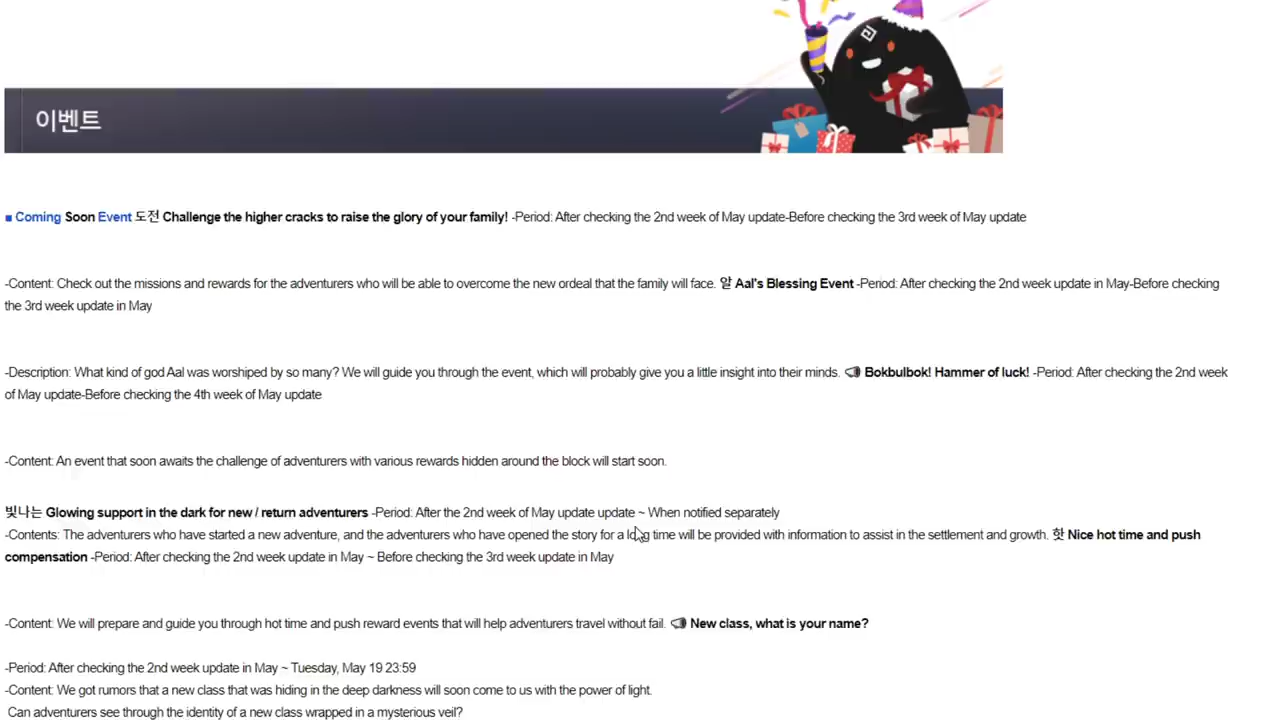 이벤트
■ Coming Soon Event 도전 Challenge the higher cracks to raise the glory of your family! -Period: After checking the 2nd week of May update-Before checking the 3rd week of May update
-Content: Check out the missions and rewards for the adventurers who will be able to overcome the new ordeal that the family will face. 알 Aal's Blessing Event -Period: After checking the 2nd week update in May-Before checking
the 3rd week update in May
-Description: What kind of god Aal was worshiped by so many? We will guide you through the event, which will probably give you a little insight into their minds. 📢 Bokbulbok! Hammer of luck! -Period: After checking the 2nd week
of May update-Before checking the 4th week of May update
-Content: An event that soon awaits the challenge of adventurers with various rewards hidden around the block will start soon.
빛나는 Glowing support in the dark for new / return adventurers -Period: After the 2nd week of May update update ~ When notified separately
-Contents: The adventurers who have started a new adventure, and the adventurers who have opened the story for a long time will be provided with information to assist in the settlement and growth. 핫 Nice hot time and push
compensation -Period: After checking the 2nd week update in May ~ Before checking the 3rd week update in May
-Content: We will prepare and guide you through hot time and push reward events that will help adventurers travel without fail. 📢 New class, what is your name?
-Period: After checking the 2nd week update in May ~ Tuesday, May 19 23:59
-Content: We got rumors that a new class that was hiding in the deep darkness will soon come to us with the power of light.
Can adventurers see through the identity of a new class wrapped in a mysterious veil?